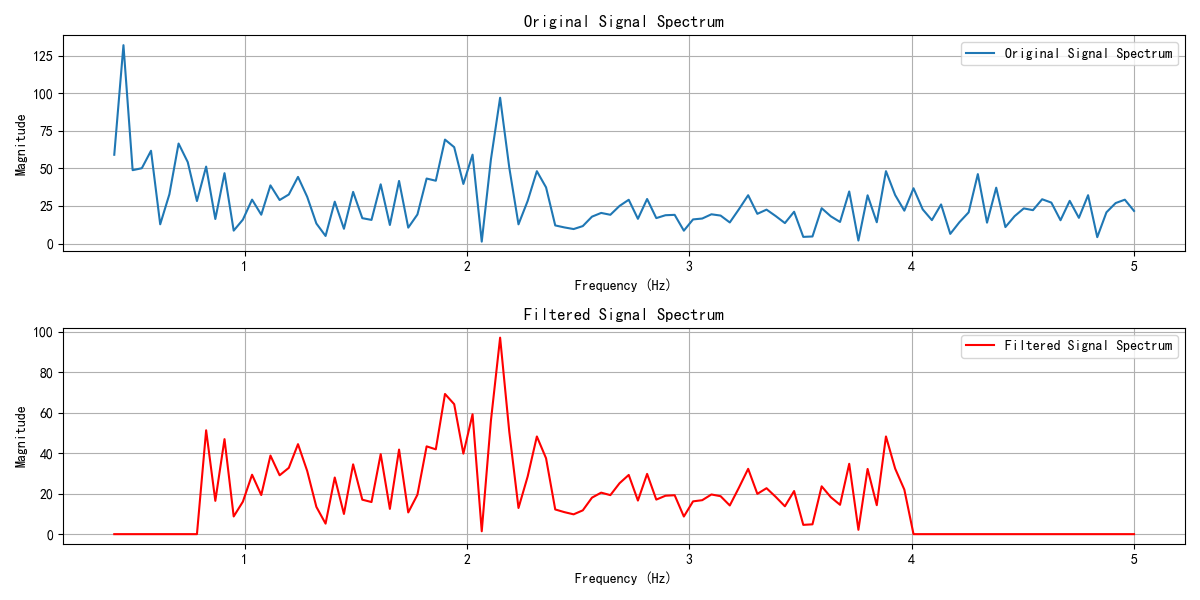 Original Signal Spectrum
Magnitude
125
100
75
50
25
0
Original Signal Spectrum
1 2 3 4 5
Frequency (Hz)
Filtered Signal Spectrum
Magnitude
100
80
60
40
20
0
Filtered Signal Spectrum
1 2 3 4 5
Frequency (Hz)